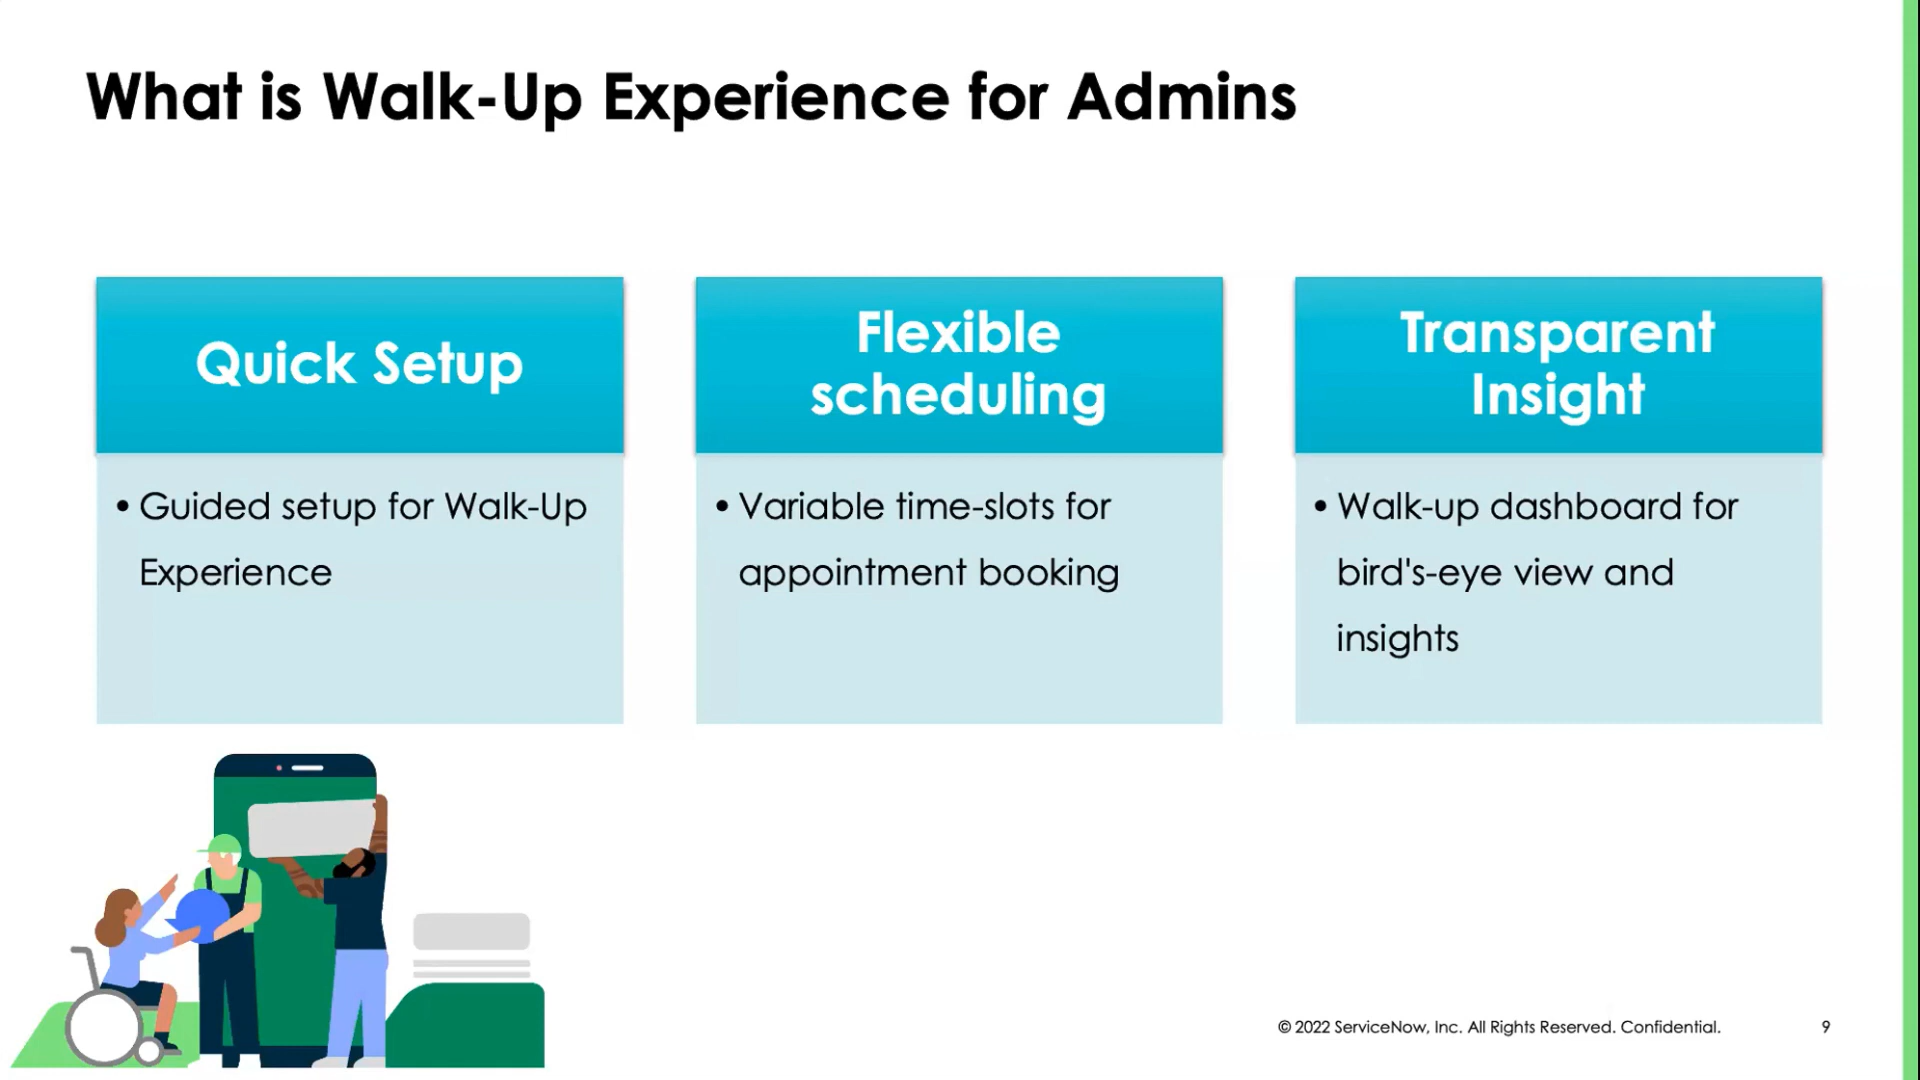 What is Walk-Up Experience for Admins
Quick Setup
• Guided setup for Walk-Up
Experience
Flexible
scheduling
• Variable time-slots for
appointment booking
Transparent
Insight
• Walk-up dashboard for
bird's-eye view and
insights
© 2022 ServiceNow, Inc. All Rights Reserved. Confidential.
9